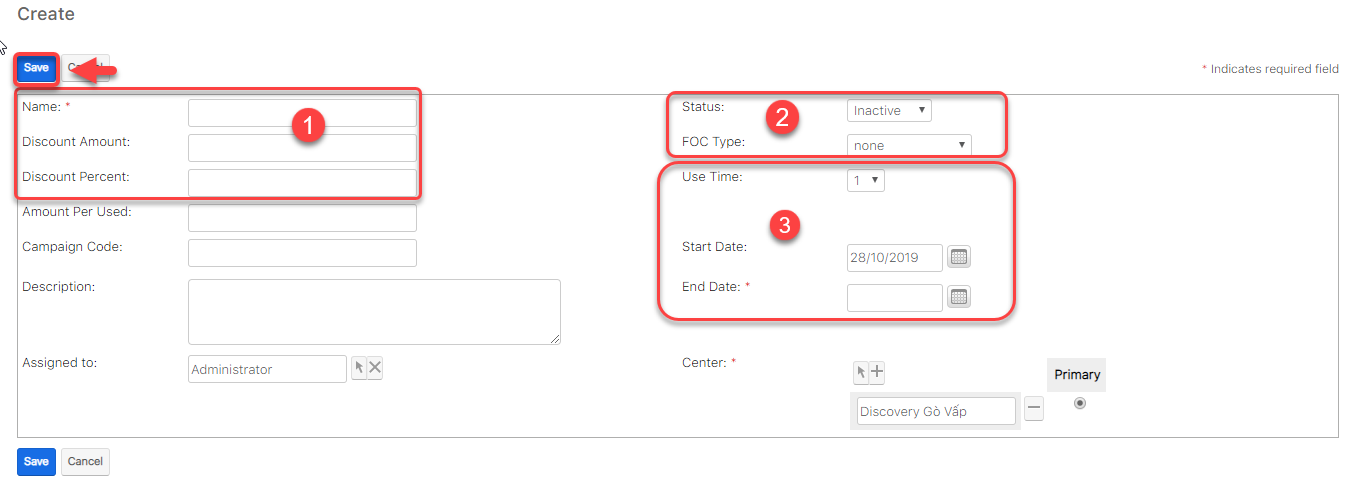 Create
Save Cancel
* Indicates required field
Name: *
1
Status: Inactive
2
Discount Amount:
FOC Type: none
Discount Percent:
Use Time: 1
Amount Per Used:
3
Campaign Code:
Start Date: 28/10/2019
Description:
End Date: *
Assigned to: Administrator
Center: *
Primary
Discovery Gò Vấp
Save Cancel